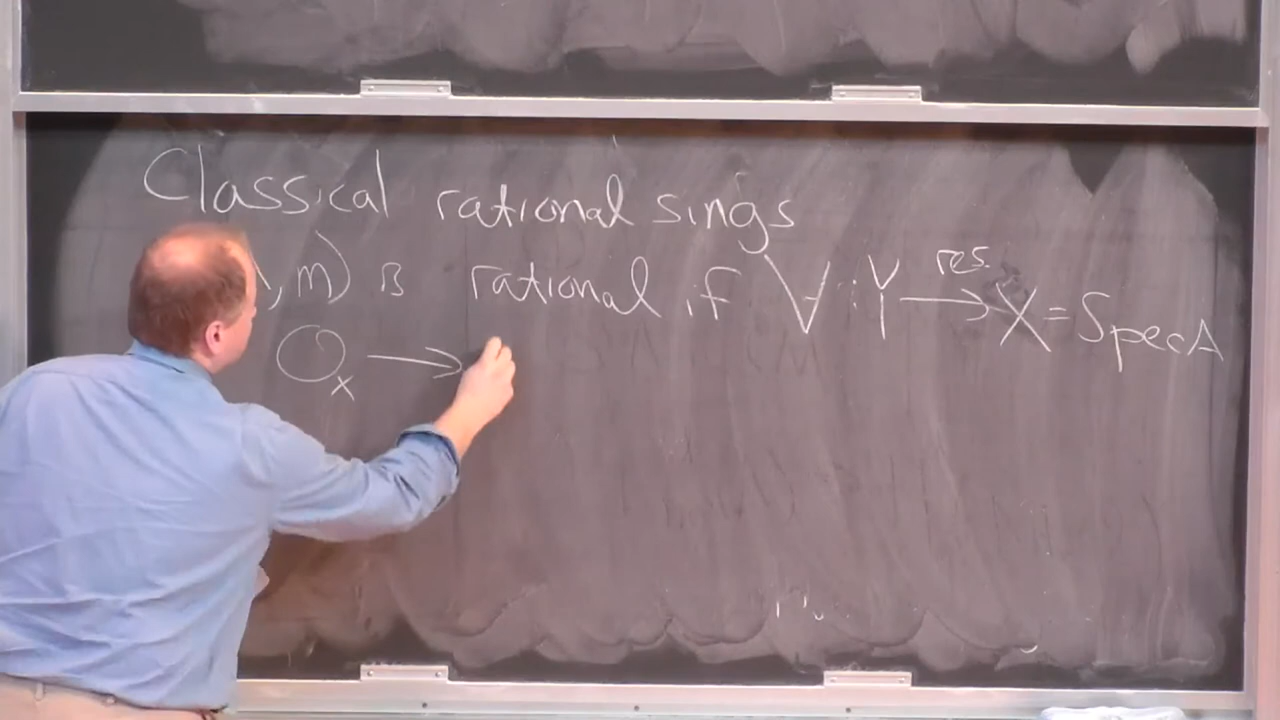 Classical rational sings
, m) is rational if ∀ : Y → X = Spec A
res.
O_X →